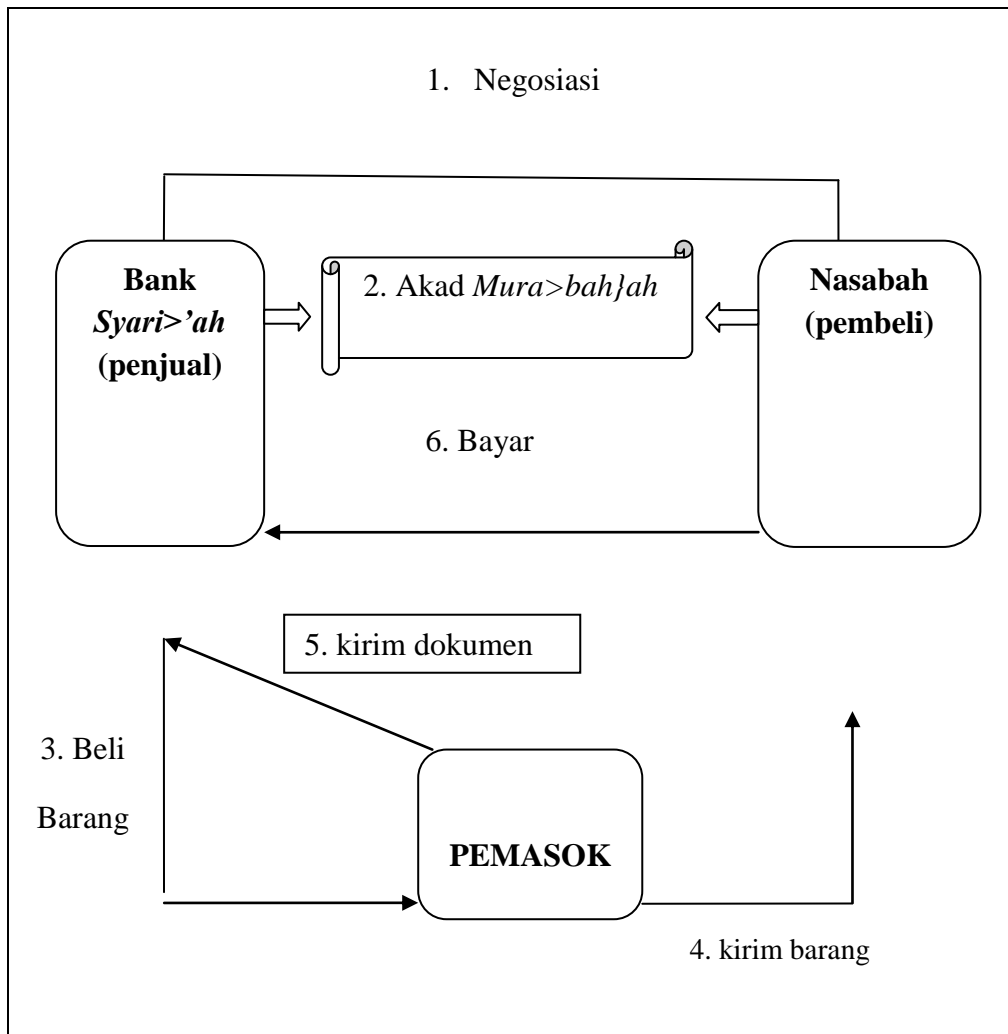 1. Negosiasi
Bank
Syari>’ah
(penjual)
2. Akad Mura>bah}ah
Nasabah
(pembeli)
6. Bayar
5. kirim dokumen
3. Beli
Barang
PEMASOK
4. kirim barang